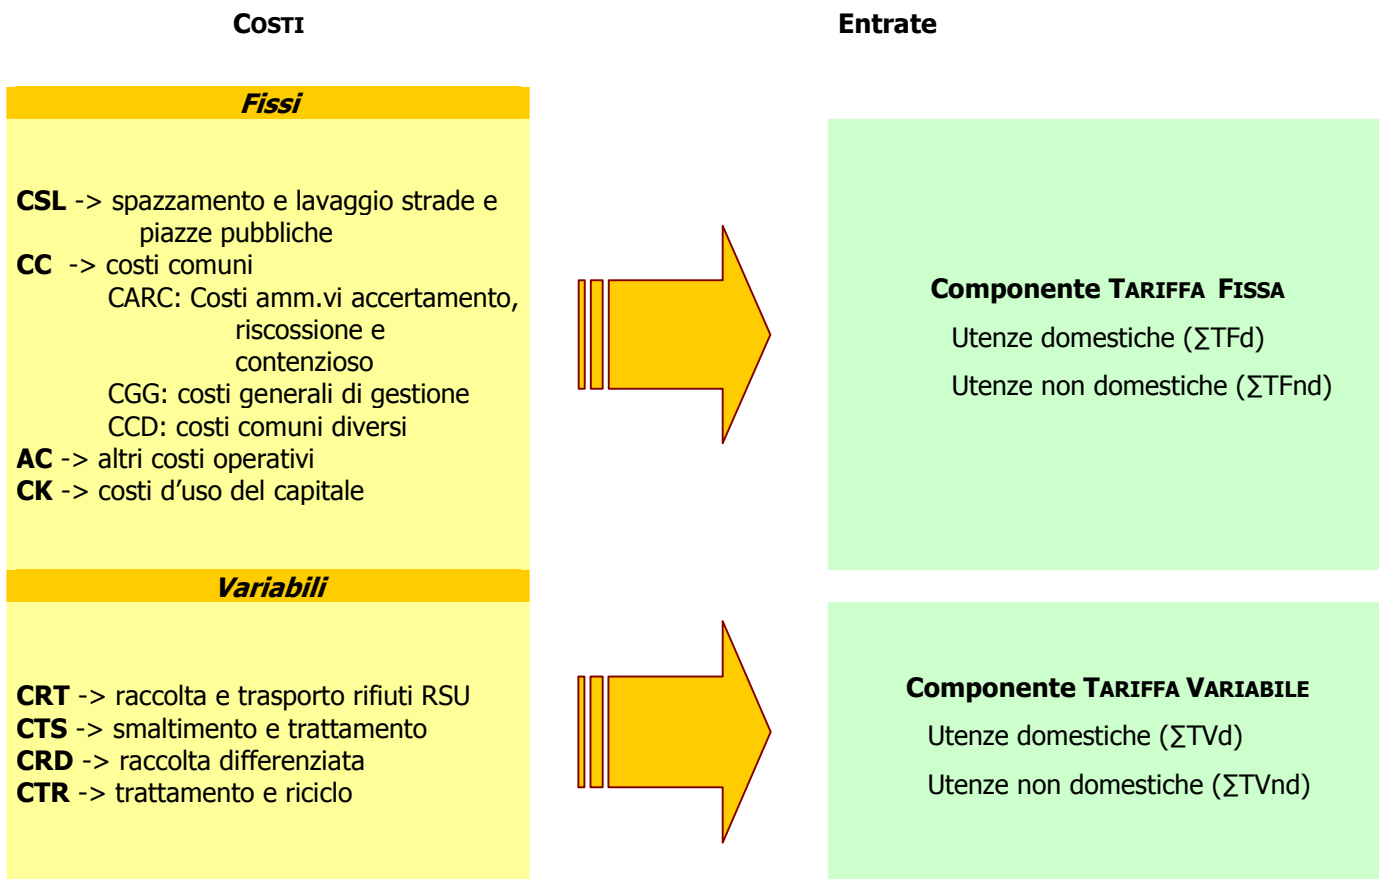 COSTI
Entrate
Fissi
CSL -> spazzamento e lavaggio strade e
piazze pubbliche
CC -> costi comuni
CARC: Costi amm.vi accertamento,
riscossione e
contenzioso
CGG: costi generali di gestione
CCD: costi comuni diversi
AC -> altri costi operativi
CK -> costi d’uso del capitale
Componente TARIFFA FISSA
Utenze domestiche (∑TFd)
Utenze non domestiche (∑TFnd)
Variabili
CRT -> raccolta e trasporto rifiuti RSU
CTS -> smaltimento e trattamento
CRD -> raccolta differenziata
CTR -> trattamento e riciclo
Componente TARIFFA VARIABILE
Utenze domestiche (∑TVd)
Utenze non domestiche (∑TVnd)